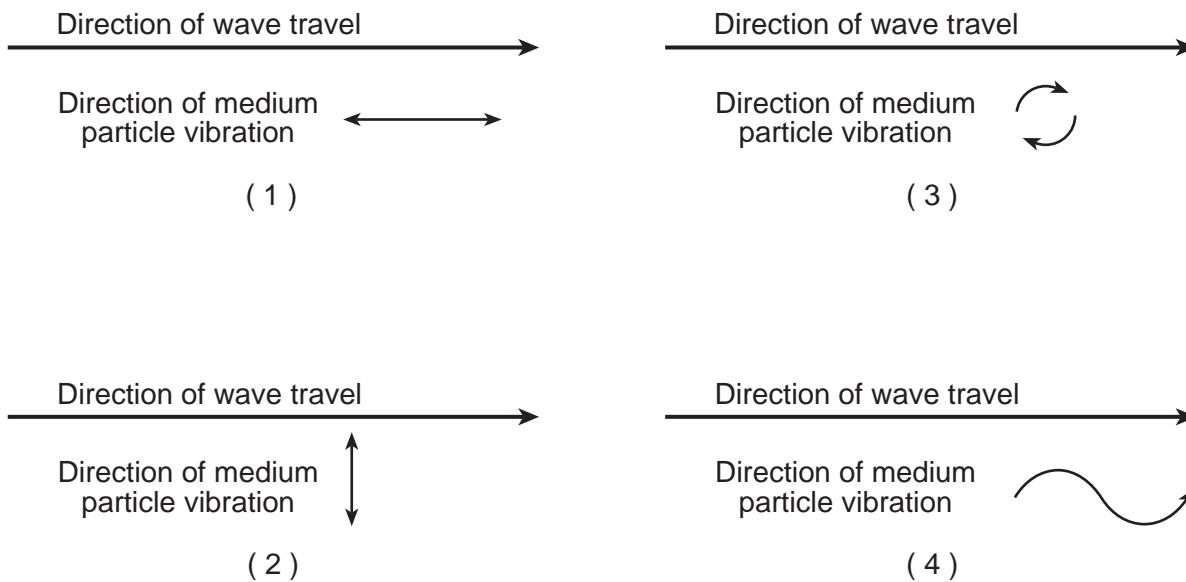 Direction of wave travel
Direction of medium
particle vibration
( 1 )
Direction of wave travel
Direction of medium
particle vibration
( 3 )
Direction of wave travel
Direction of medium
particle vibration
( 2 )
Direction of wave travel
Direction of medium
particle vibration
( 4 )